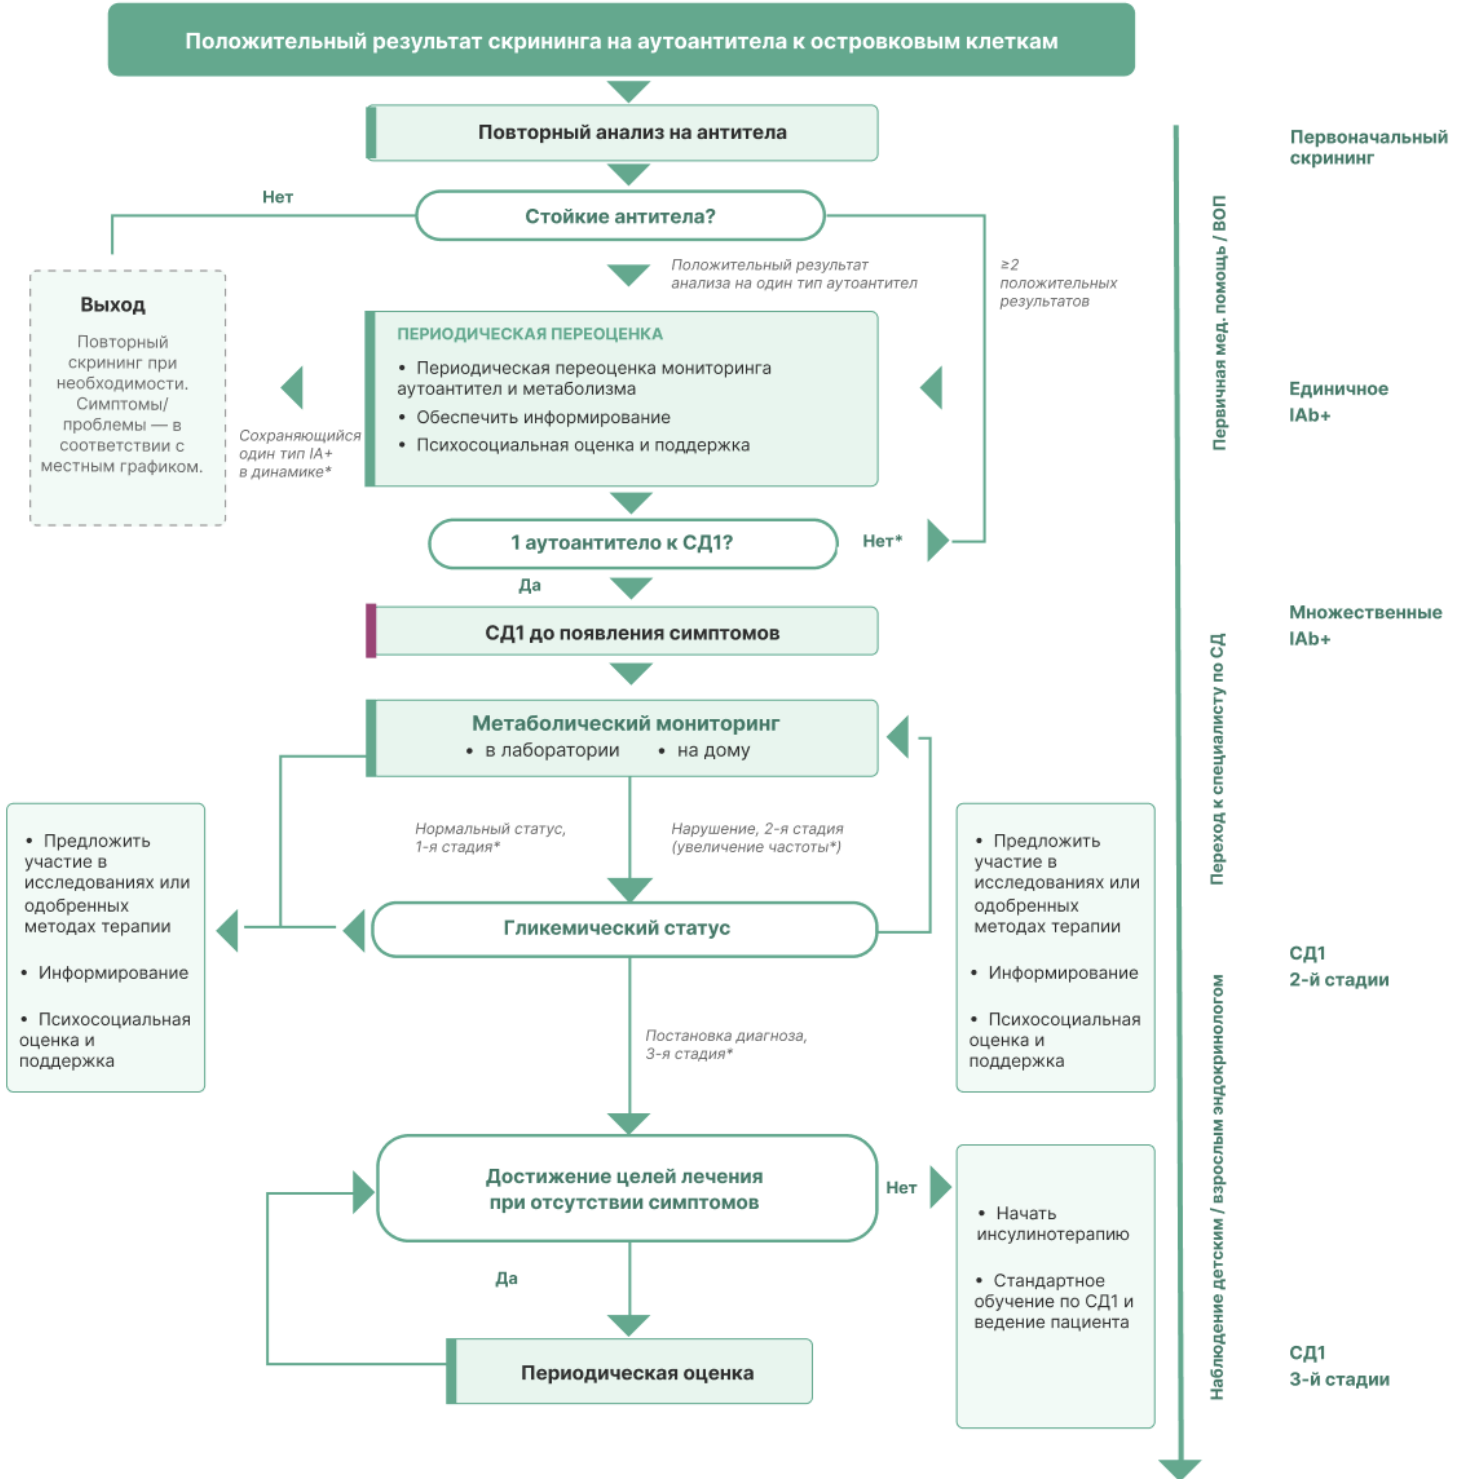 Положительный результат скрининга на аутоантитела к островковым клеткам
Повторный анализ на антитела
Первоначальный
скрининг
Нет
Стойкие антитела?
Положительный результат
анализа на один тип аутоантител
≥2
положительных
результатов
Выход
Повторный
скрининг при
необходимости.
Симптомы/
проблемы — в
соответствии с
местным графиком.
Сохраняющийся
один тип IA+
в динамике*
ПЕРИОДИЧЕСКАЯ ПЕРЕОЦЕНКА
• Периодическая переоценка мониторинга
аутоантител и метаболизма
• Обеспечить информирование
• Психосоциальная оценка и поддержка
Первичная мед. помощь / ВОП
Единичное
IAb+
1 аутоантитело к СД1?
Нет*
Да
СД1 до появления симптомов
Множественные
IAb+
Метаболический мониторинг
• в лаборатории • на дому
Переход к специалисту по СД
Нормальный статус,
1-я стадия*
Нарушение, 2-я стадия
(увеличение частоты*)
• Предложить
участие в
исследованиях или
одобренных
методах терапии
• Информирование
• Психосоциальная
оценка и
поддержка
Гликемический статус
• Предложить
участие в
исследованиях или
одобренных
методах терапии
• Информирование
• Психосоциальная
оценка и
поддержка
СД1
2-й стадии
Постановка диагноза,
3-я стадия*
Наблюдение детским / взрослым эндокринологом
Достижение целей лечения
при отсутствии симптомов
Нет
• Начать
инсулинотерапию
• Стандартное
обучение по СД1 и
ведение пациента
Да
Периодическая оценка
СД1
3-й стадии